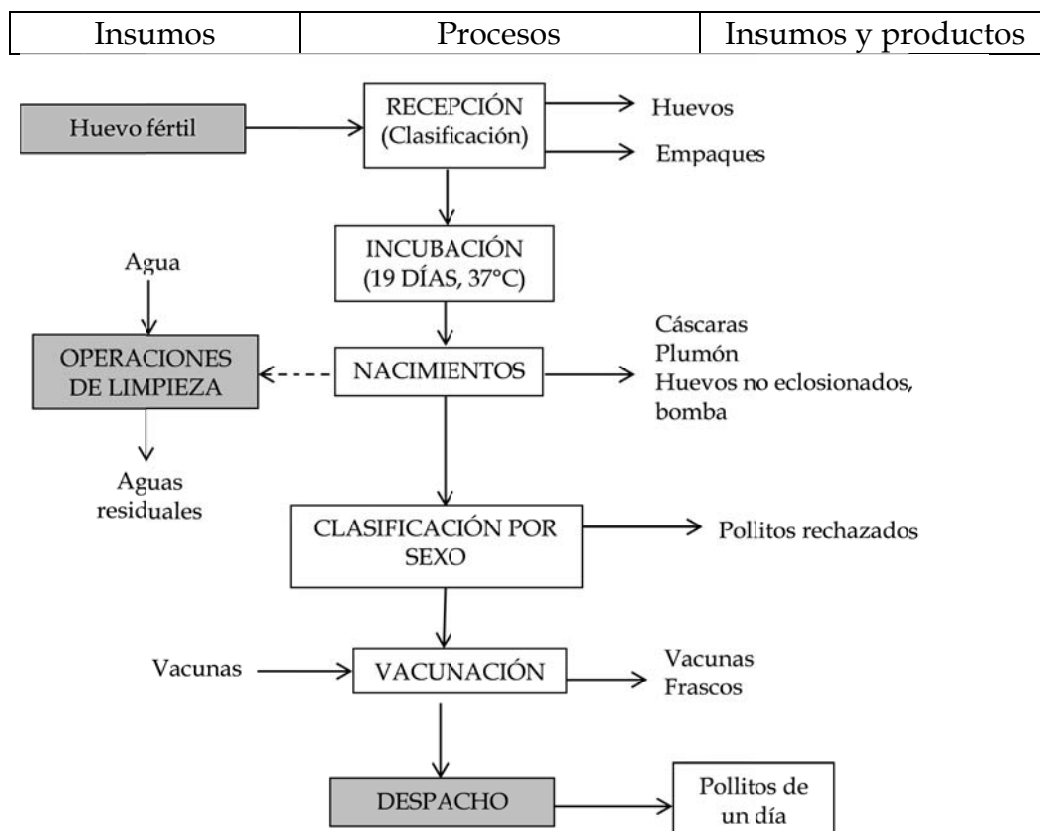 Insumos
Procesos
Insumos y productos
Huevo fértil
RECEPCIÓN
(Clasificación)
Huevos
Empaques
INCUBACIÓN
(19 DÍAS, 37°C)
Agua
OPERACIONES
DE LIMPIEZA
NACIMIENTOS
Cáscaras
Plumón
Huevos no eclosionados,
bomba
Aguas
residuales
CLASIFICACIÓN POR
SEXO
Pollitos rechazados
Vacunas
VACUNACIÓN
Vacunas
Frascos
DESPACHO
Pollitos de
un día